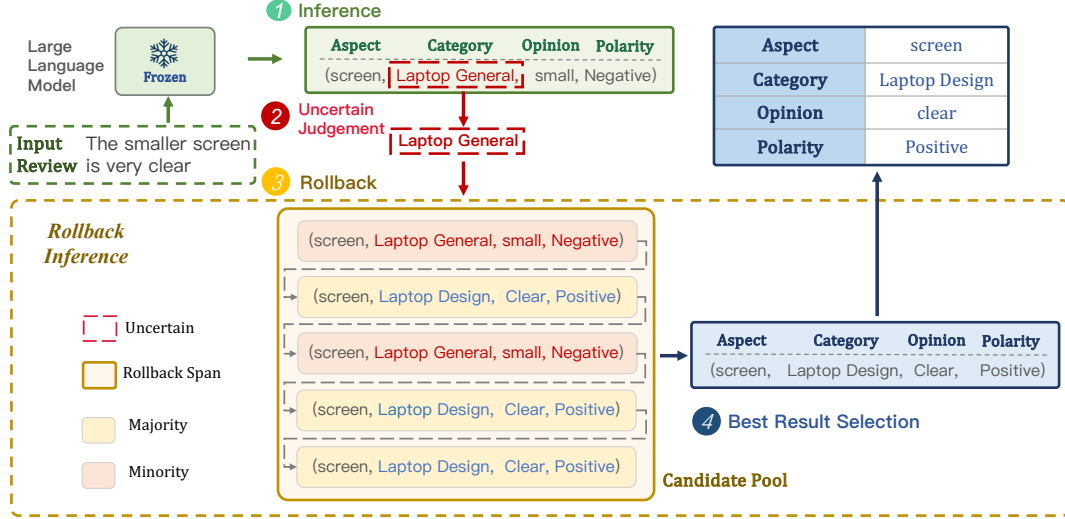 1 Inference
Large
Language
Model
Frozen
Aspect Category Opinion Polarity
(screen, Laptop General, small, Negative)
2 Uncertain
Judgement
Laptop General
Input
Review
The smaller screen
is very clear
3 Rollback
Aspect screen
Category Laptop Design
Opinion clear
Polarity Positive
Rollback
Inference
Uncertain
Rollback Span
Majority
Minority
(screen, Laptop General, small, Negative)
(screen, Laptop Design, Clear, Positive)
(screen, Laptop General, small, Negative)
(screen, Laptop Design, Clear, Positive)
(screen, Laptop Design, Clear, Positive)
Candidate Pool
Aspect Category Opinion Polarity
(screen, Laptop Design, Clear, Positive)
4 Best Result Selection